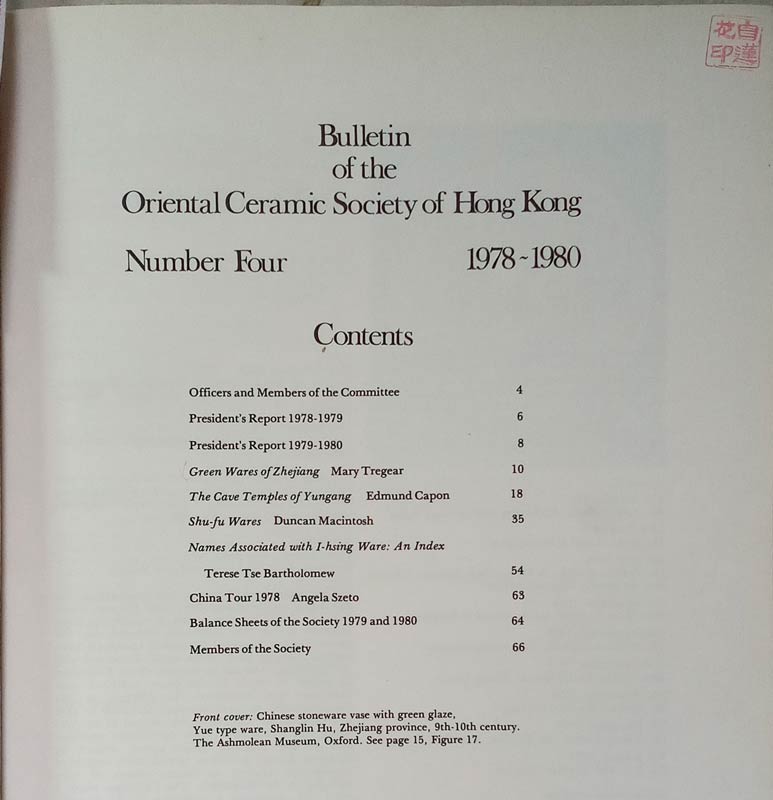 自蓮
花印
Bulletin
of the
Oriental Ceramic Society of Hong Kong
Number Four 1978~1980
Contents
Officers and Members of the Committee 4
President's Report 1978-1979 6
President's Report 1979-1980 8
Green Wares of Zhejiang Mary Tregear 10
The Cave Temples of Yungang Edmund Capon 18
Shu-fu Wares Duncan Macintosh 35
Names Associated with I-hsing Ware: An Index
Terese Tse Bartholomew 54
China Tour 1978 Angela Szeto 63
Balance Sheets of the Society 1979 and 1980 64
Members of the Society 66
Front cover: Chinese stoneware vase with green glaze,
Yue type ware, Shanglin Hu, Zhejiang province, 9th-10th century.
The Ashmolean Museum, Oxford. See page 15, Figure 17.